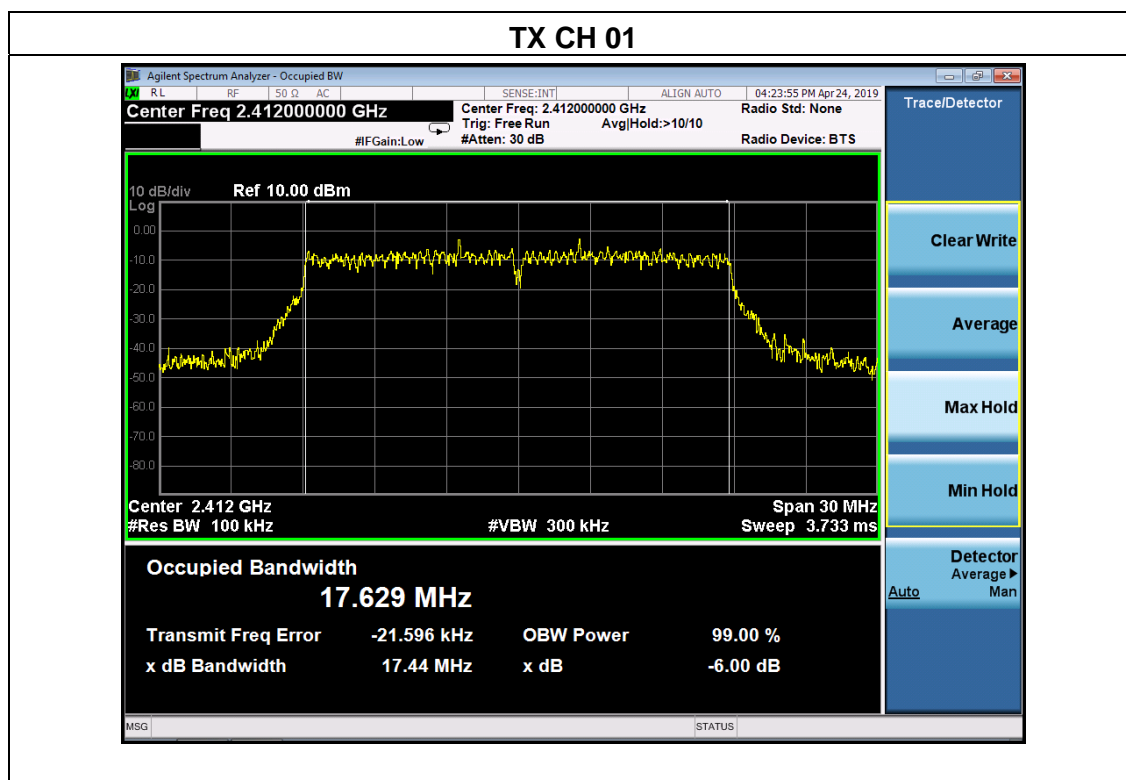 TX CH 01
Agilent Spectrum Analyzer - Occupied BW
LXI RL RF 50 Ω AC SENSE:INT ALIGN AUTO 04:23:55 PM Apr 24, 2019
Center Freq 2.412000000 GHz
Center Freq: 2.412000000 GHz Radio Std: None
Trig: Free Run Avg|Hold:>10/10
#IFGain:Low #Atten: 30 dB Radio Device: BTS
10 dB/div Ref 10.00 dBm
Log
0.00
-10.0
-20.0
-30.0
-40.0
-50.0
-60.0
-70.0
-80.0
Center 2.412 GHz Span 30 MHz
#Res BW 100 kHz #VBW 300 kHz Sweep 3.733 ms
Occupied Bandwidth
17.629 MHz
Transmit Freq Error -21.596 kHz OBW Power 99.00 %
x dB Bandwidth 17.44 MHz x dB -6.00 dB
MSG STATUS
Trace/Detector
Clear Write
Average
Max Hold
Min Hold
Detector
Average
Auto Man